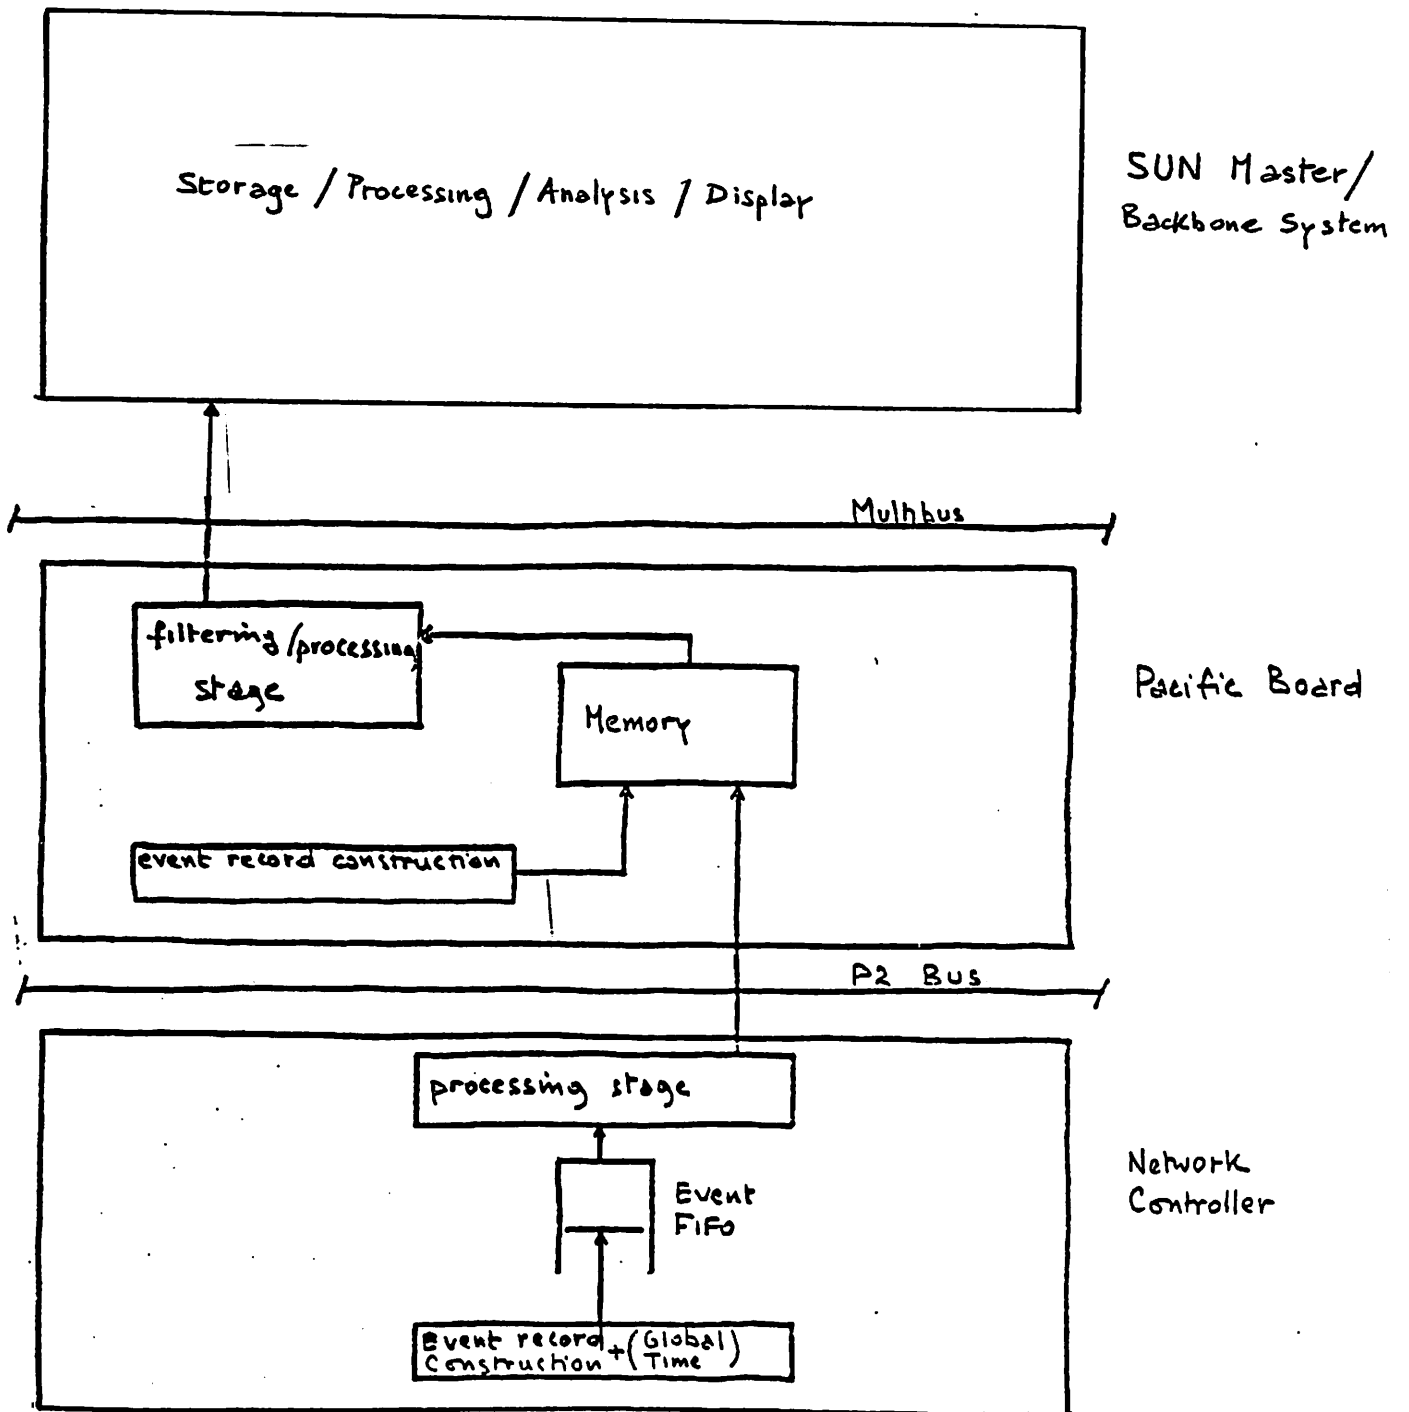 Storage / Processing / Analysis / Display
SUN Master/
Backbone System
Multibus
filtering/processing
stage
Memory
Pacific Board
event record construction
P2 Bus
processing stage
Event
FIFO
Network
Controller
Event record + (Global
Construction Time)